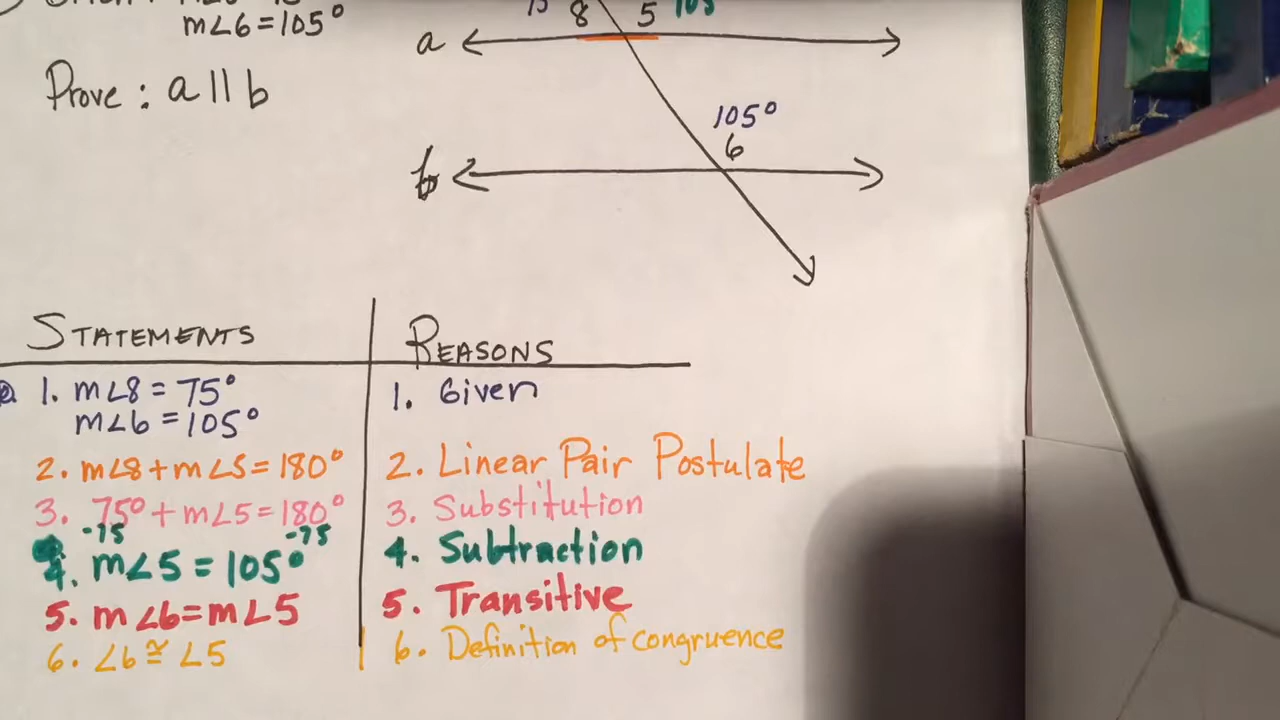 m∠6=105°
Prove: a || b
8 5 105
a
105°
6
b
STATEMENTS
REASONS
1. m∠8 = 75°
m∠6 = 105°
1. Given
2. m∠8 + m∠5 = 180°
2. Linear Pair Postulate
3. 75° + m∠5 = 180°
3. Substitution
-75 -75
4. m∠5 = 105°
4. Subtraction
5. m∠6=m∠5
5. Transitive
6. ∠6 ≅ ∠5
6. Definition of congruence